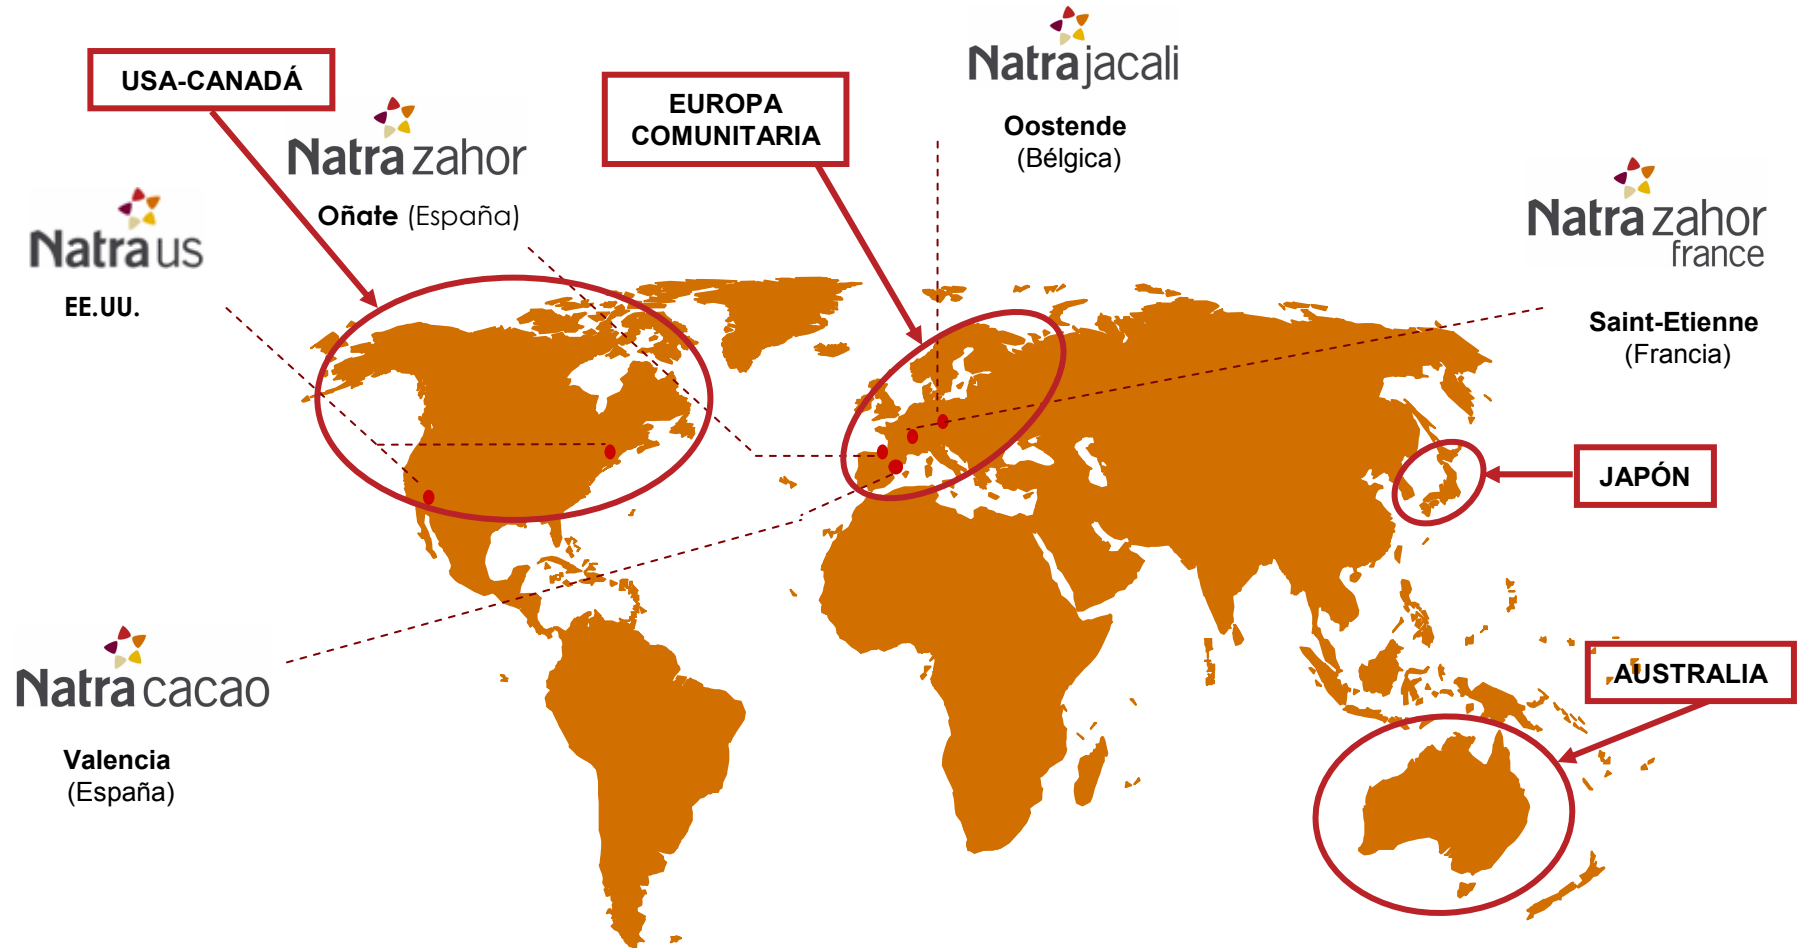 Natra jacali
Oostende
(Bélgica)
USA-CANADÁ
EUROPA
COMUNITARIA
Natra zahor
Oñate (España)
Natra us
EE.UU.
Natra zahor
france
Saint-Etienne
(Francia)
JAPÓN
AUSTRALIA
Natra cacao
Valencia
(España)